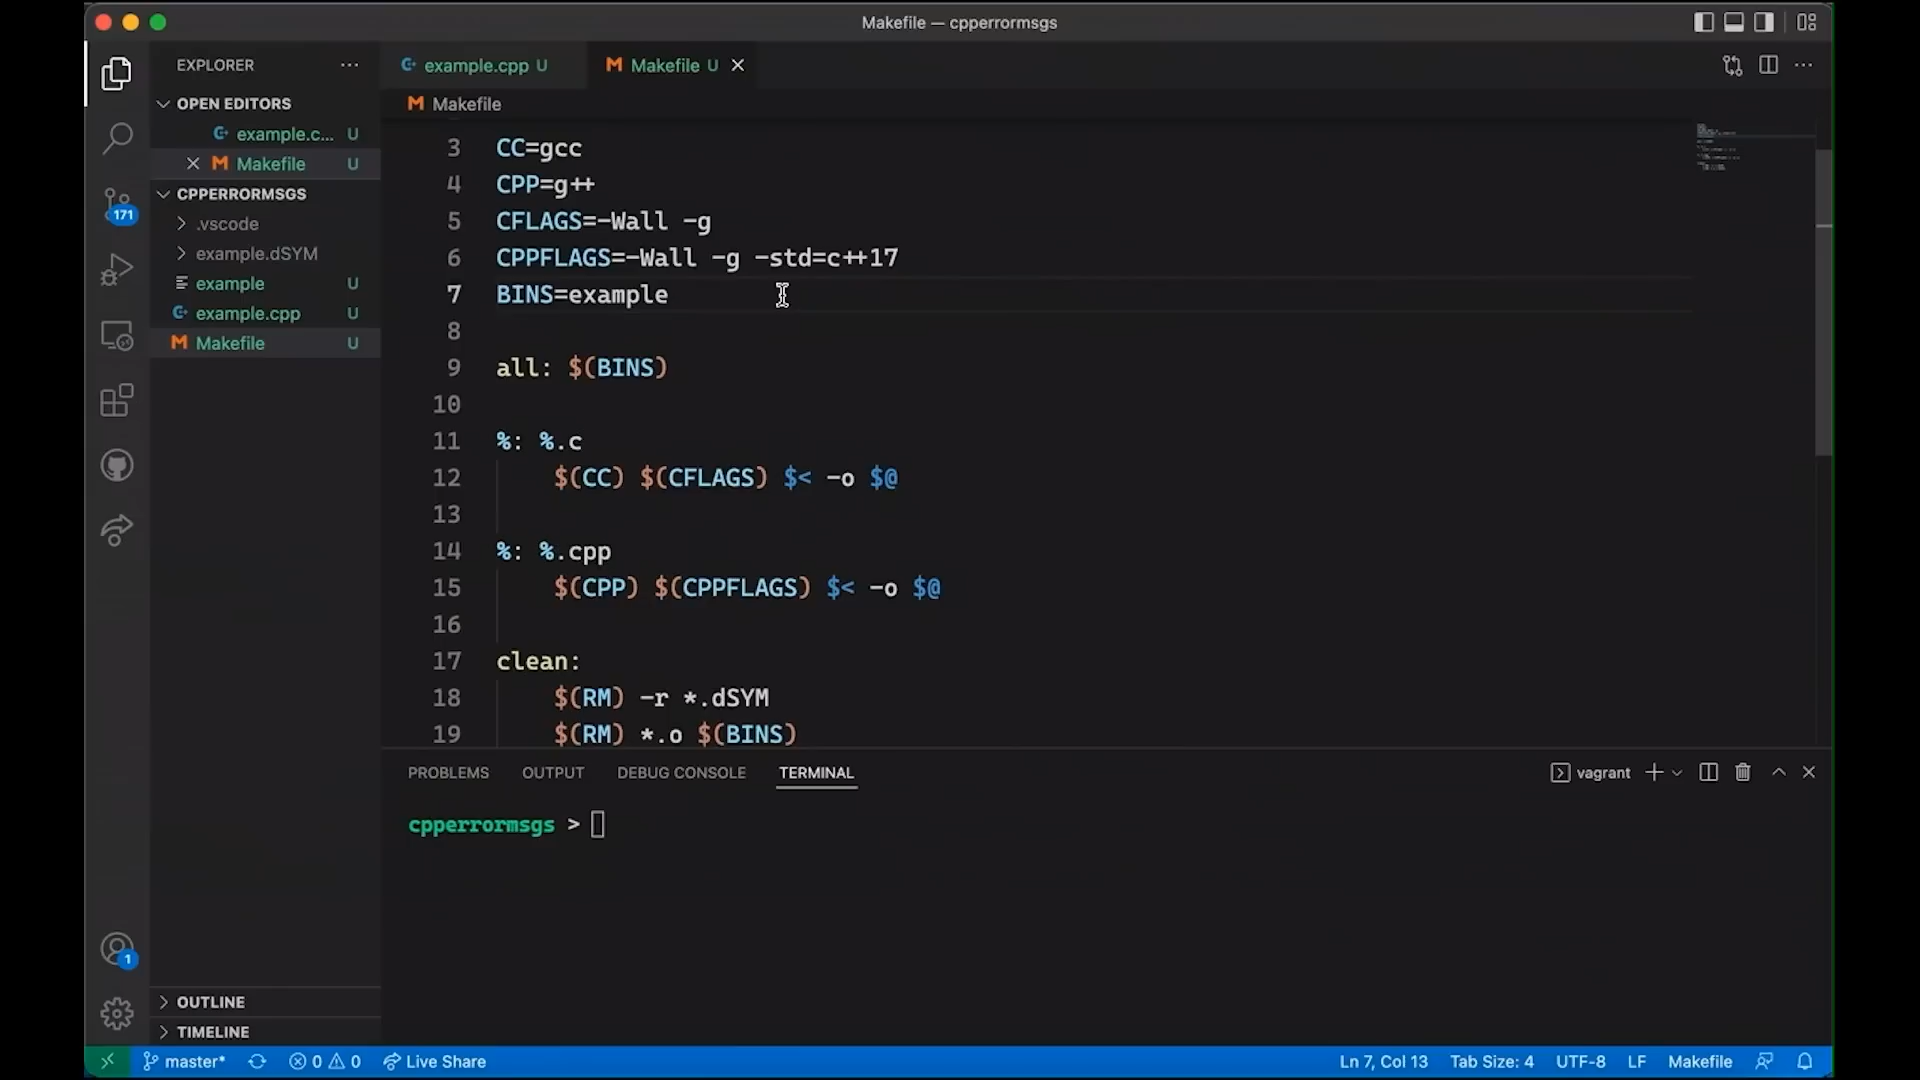 Makefile — cpperrormsgs
EXPLORER
OPEN EDITORS
example.c... U
Makefile U
CPPERRORMSGS
.vscode
example.dSYM
example U
example.cpp U
Makefile U
OUTLINE
TIMELINE
171
1
example.cpp U
Makefile U
Makefile
3 CC=gcc
4 CPP=g++
5 CFLAGS=-Wall -g
6 CPPFLAGS=-Wall -g -std=c++17
7 BINS=example
8
9 all: $(BINS)
10
11 %: %.c
12 $(CC) $(CFLAGS) $< -o $@
13
14 %: %.cpp
15 $(CPP) $(CPPFLAGS) $< -o $@
16
17 clean:
18 $(RM) -r *.dSYM
19 $(RM) *.o $(BINS)
PROBLEMS OUTPUT DEBUG CONSOLE TERMINAL vagrant
cpperrormsgs >
master* 0 0 Live Share Ln 7, Col 13 Tab Size: 4 UTF-8 LF Makefile